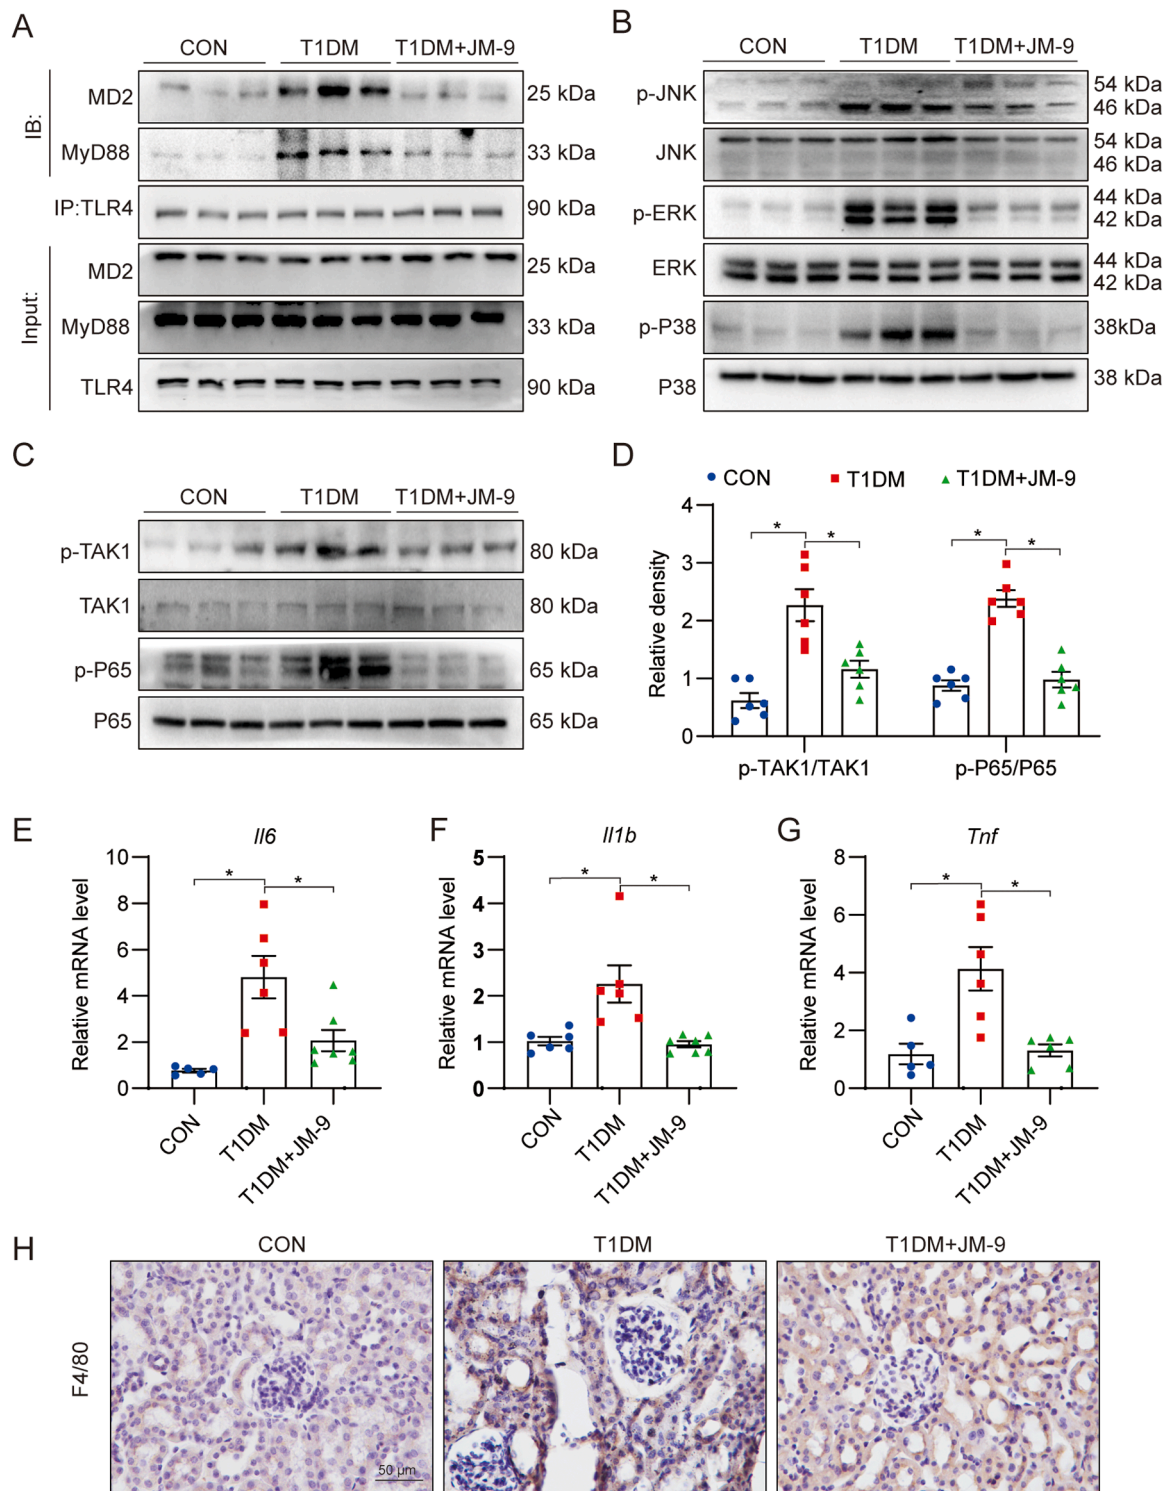 A
CON T1DM T1DM+JM-9
IB:
MD2 25 kDa
MyD88 33 kDa
IP:TLR4 90 kDa
Input:
MD2 25 kDa
MyD88 33 kDa
TLR4 90 kDa
B
CON T1DM T1DM+JM-9
p-JNK 54 kDa
46 kDa
JNK 54 kDa
46 kDa
p-ERK 44 kDa
42 kDa
ERK 44 kDa
42 kDa
p-P38 38kDa
P38 38 kDa
C
CON T1DM T1DM+JM-9
p-TAK1 80 kDa
TAK1 80 kDa
p-P65 65 kDa
P65 65 kDa
D
CON T1DM T1DM+JM-9
Relative density
4
3
2
1
0
* * * *
p-TAK1/TAK1 p-P65/P65
E
Il6
Relative mRNA level
10
8
6
4
2
0
* *
CON T1DM T1DM+JM-9
F
Il1b
Relative mRNA level
5
4
3
2
1
0
* *
CON T1DM T1DM+JM-9
G
Tnf
Relative mRNA level
8
6
4
2
0
* *
CON T1DM T1DM+JM-9
H
CON T1DM T1DM+JM-9
F4/80
50 μm